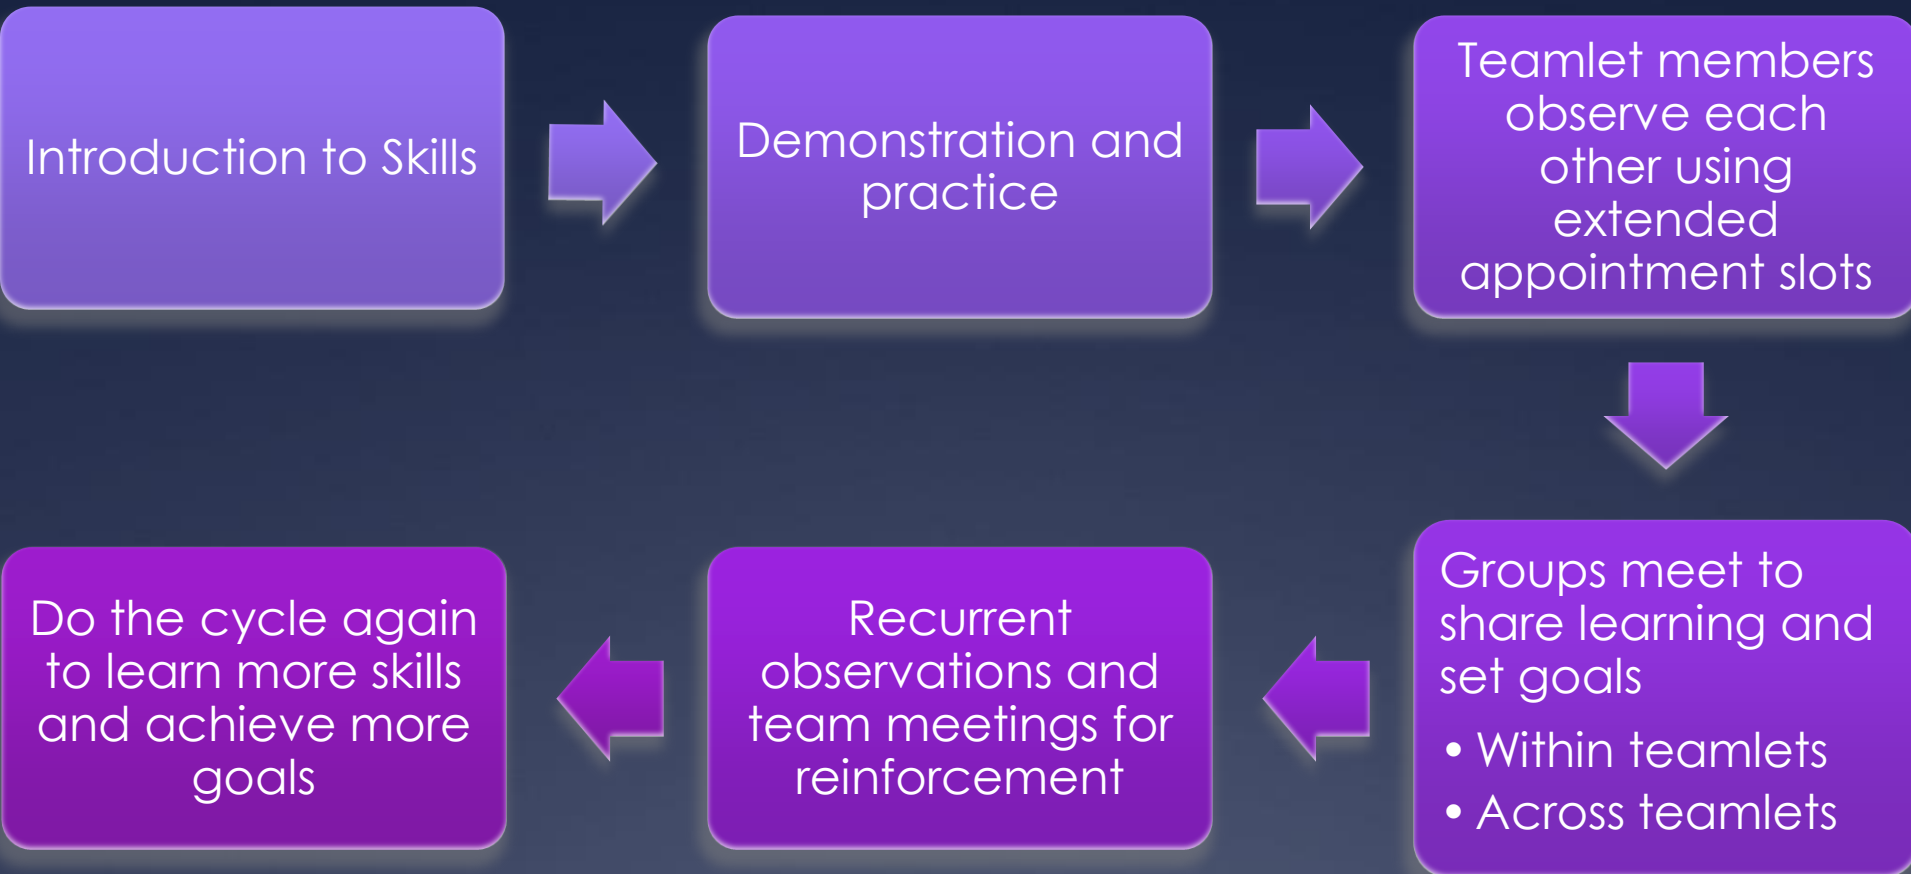 Introduction to Skills
Demonstration and
practice
Teamlet members
observe each
other using
extended
appointment slots
Groups meet to
share learning and
set goals
• Within teamlets
• Across teamlets
Recurrent
observations and
team meetings for
reinforcement
Do the cycle again
to learn more skills
and achieve more
goals